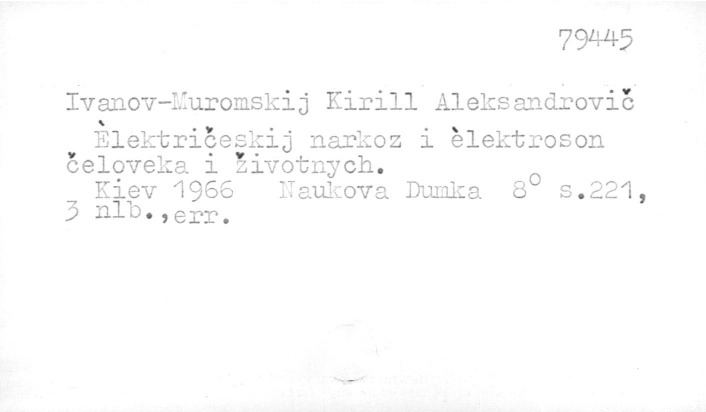 79445
Ivanov-Muromskij Kirill Aleksandrovič
Èlektričeskij narkoz i èlektroson
čeloveka i životnych.
Kiev 1966 Naukova Dumka 8° s.221,
3 nlb.,err.